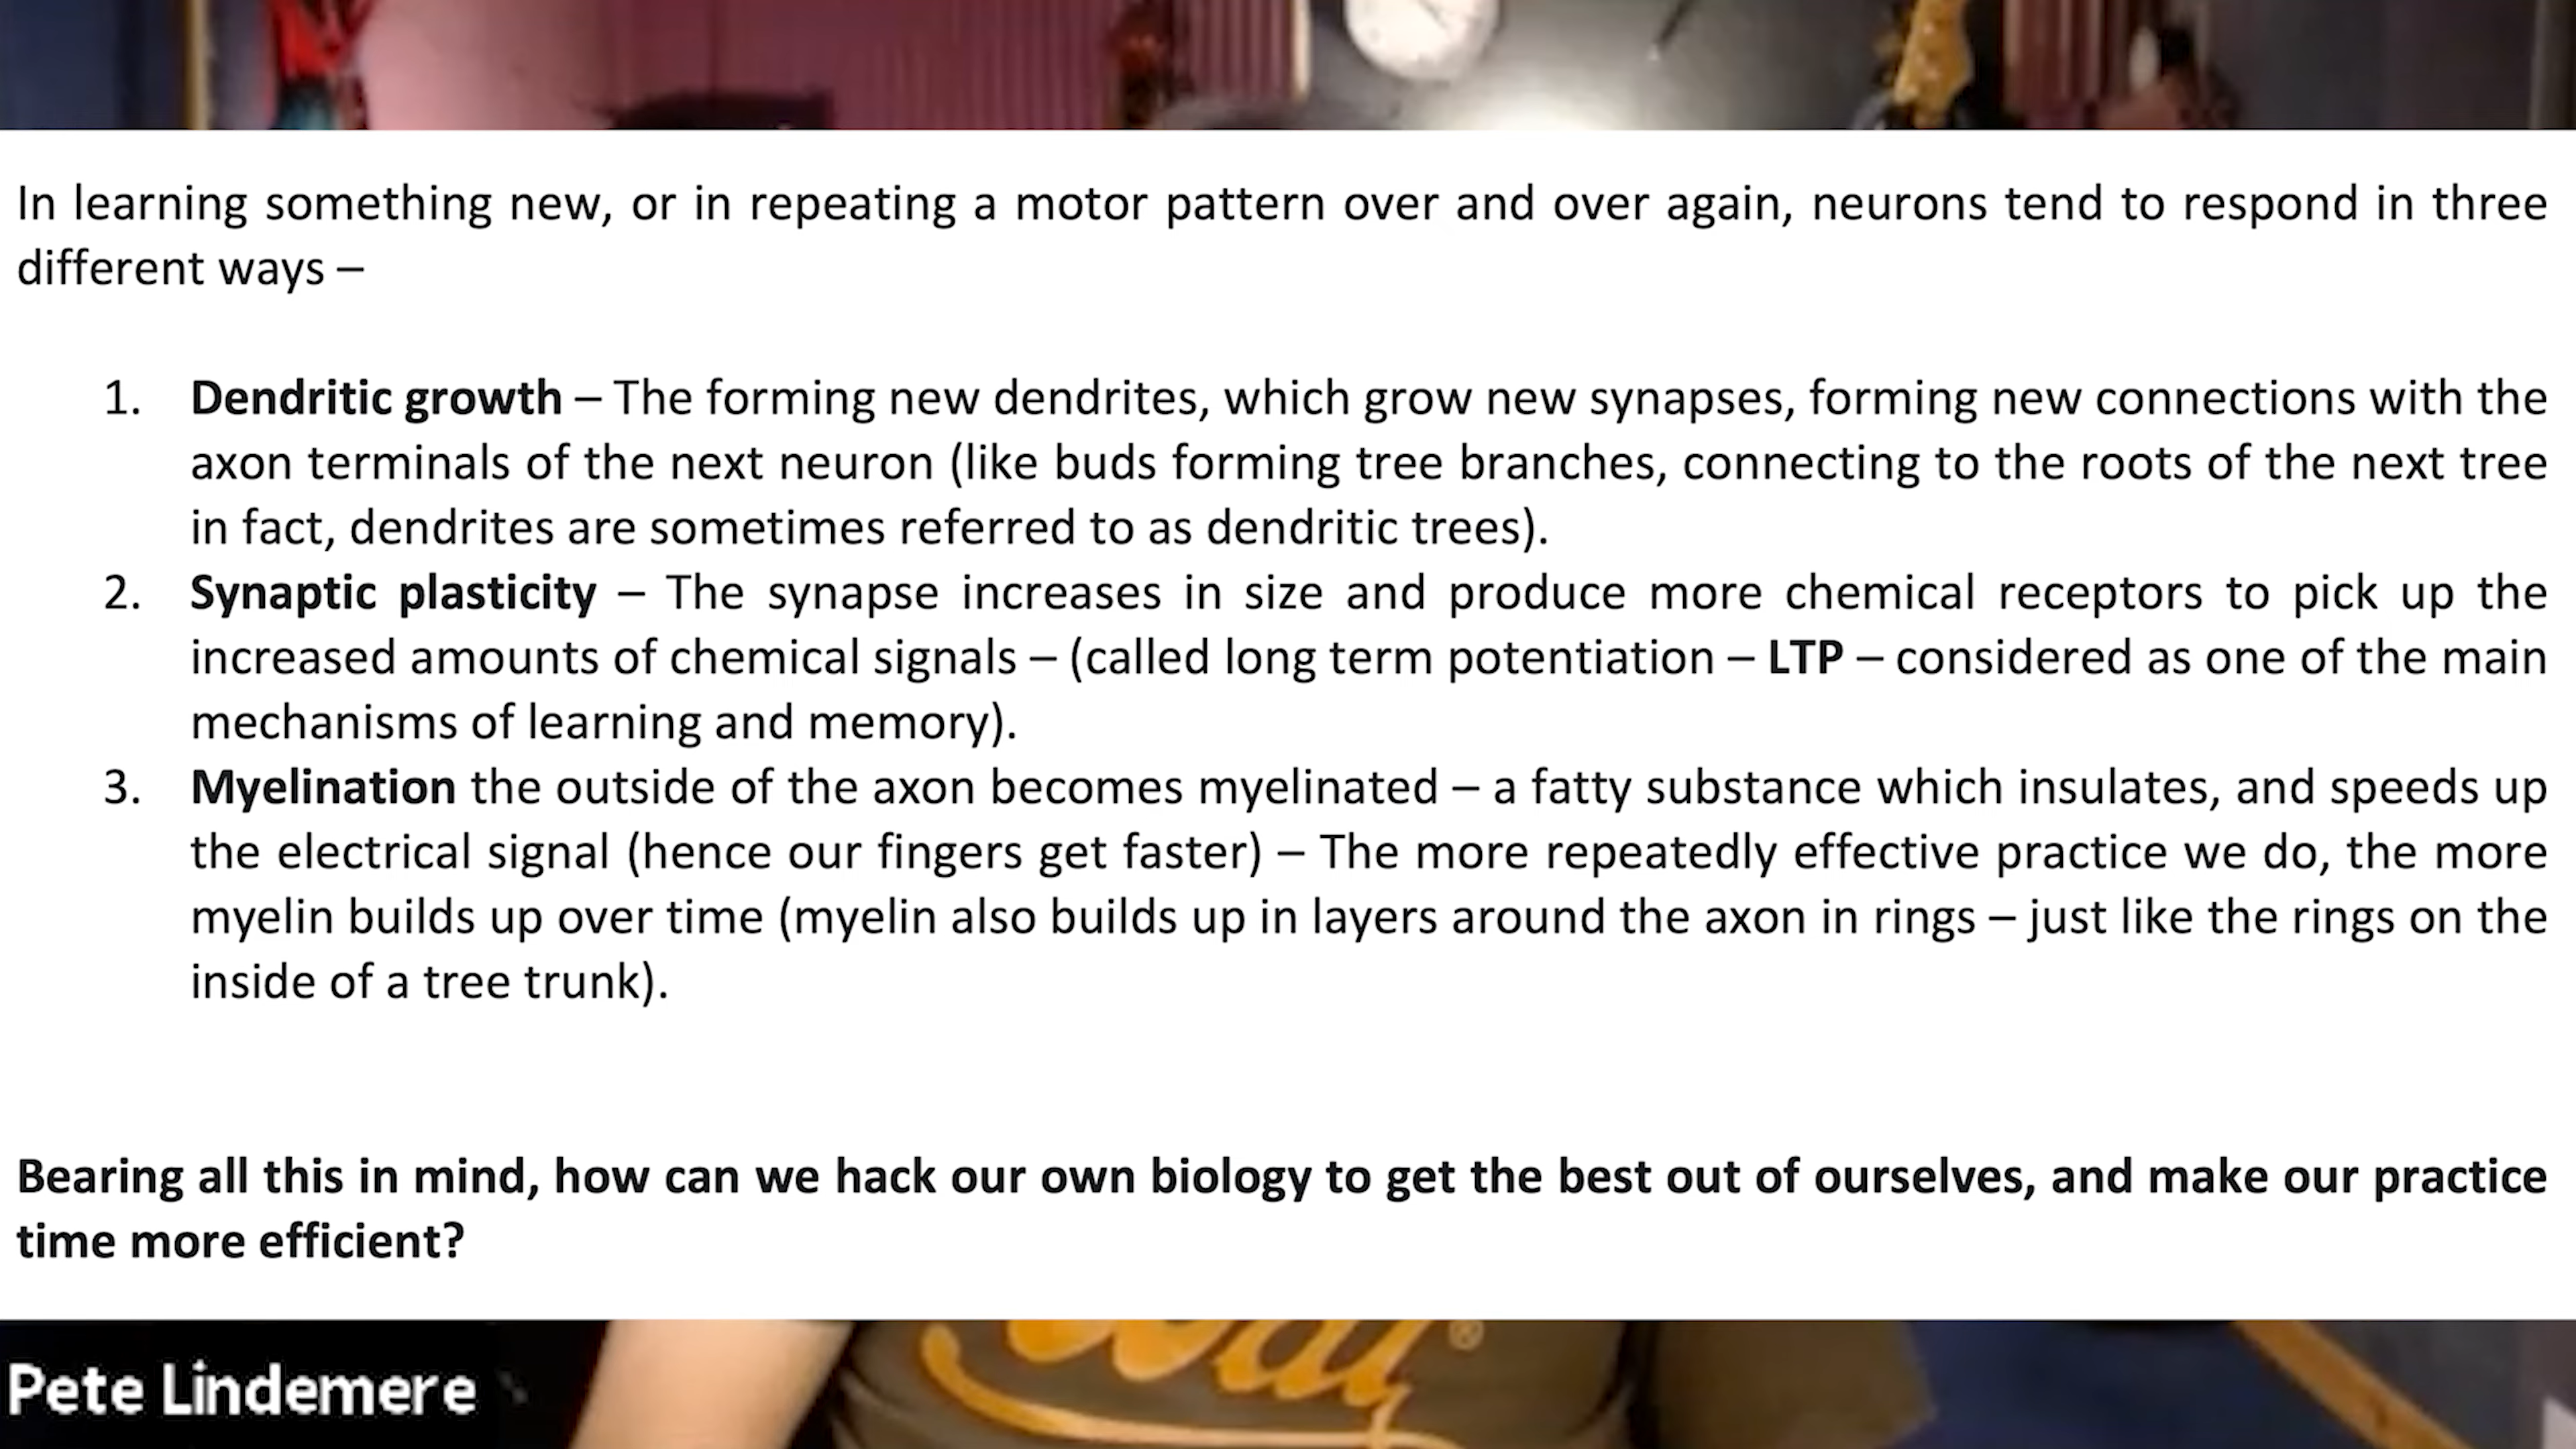 In learning something new, or in repeating a motor pattern over and over again, neurons tend to respond in three
different ways –
1. Dendritic growth – The forming new dendrites, which grow new synapses, forming new connections with the
axon terminals of the next neuron (like buds forming tree branches, connecting to the roots of the next tree
in fact, dendrites are sometimes referred to as dendritic trees).
2. Synaptic plasticity – The synapse increases in size and produce more chemical receptors to pick up the
increased amounts of chemical signals – (called long term potentiation – LTP – considered as one of the main
mechanisms of learning and memory).
3. Myelination the outside of the axon becomes myelinated – a fatty substance which insulates, and speeds up
the electrical signal (hence our fingers get faster) – The more repeatedly effective practice we do, the more
myelin builds up over time (myelin also builds up in layers around the axon in rings – just like the rings on the
inside of a tree trunk).
Bearing all this in mind, how can we hack our own biology to get the best out of ourselves, and make our practice
time more efficient?
®
Pete Lindemere